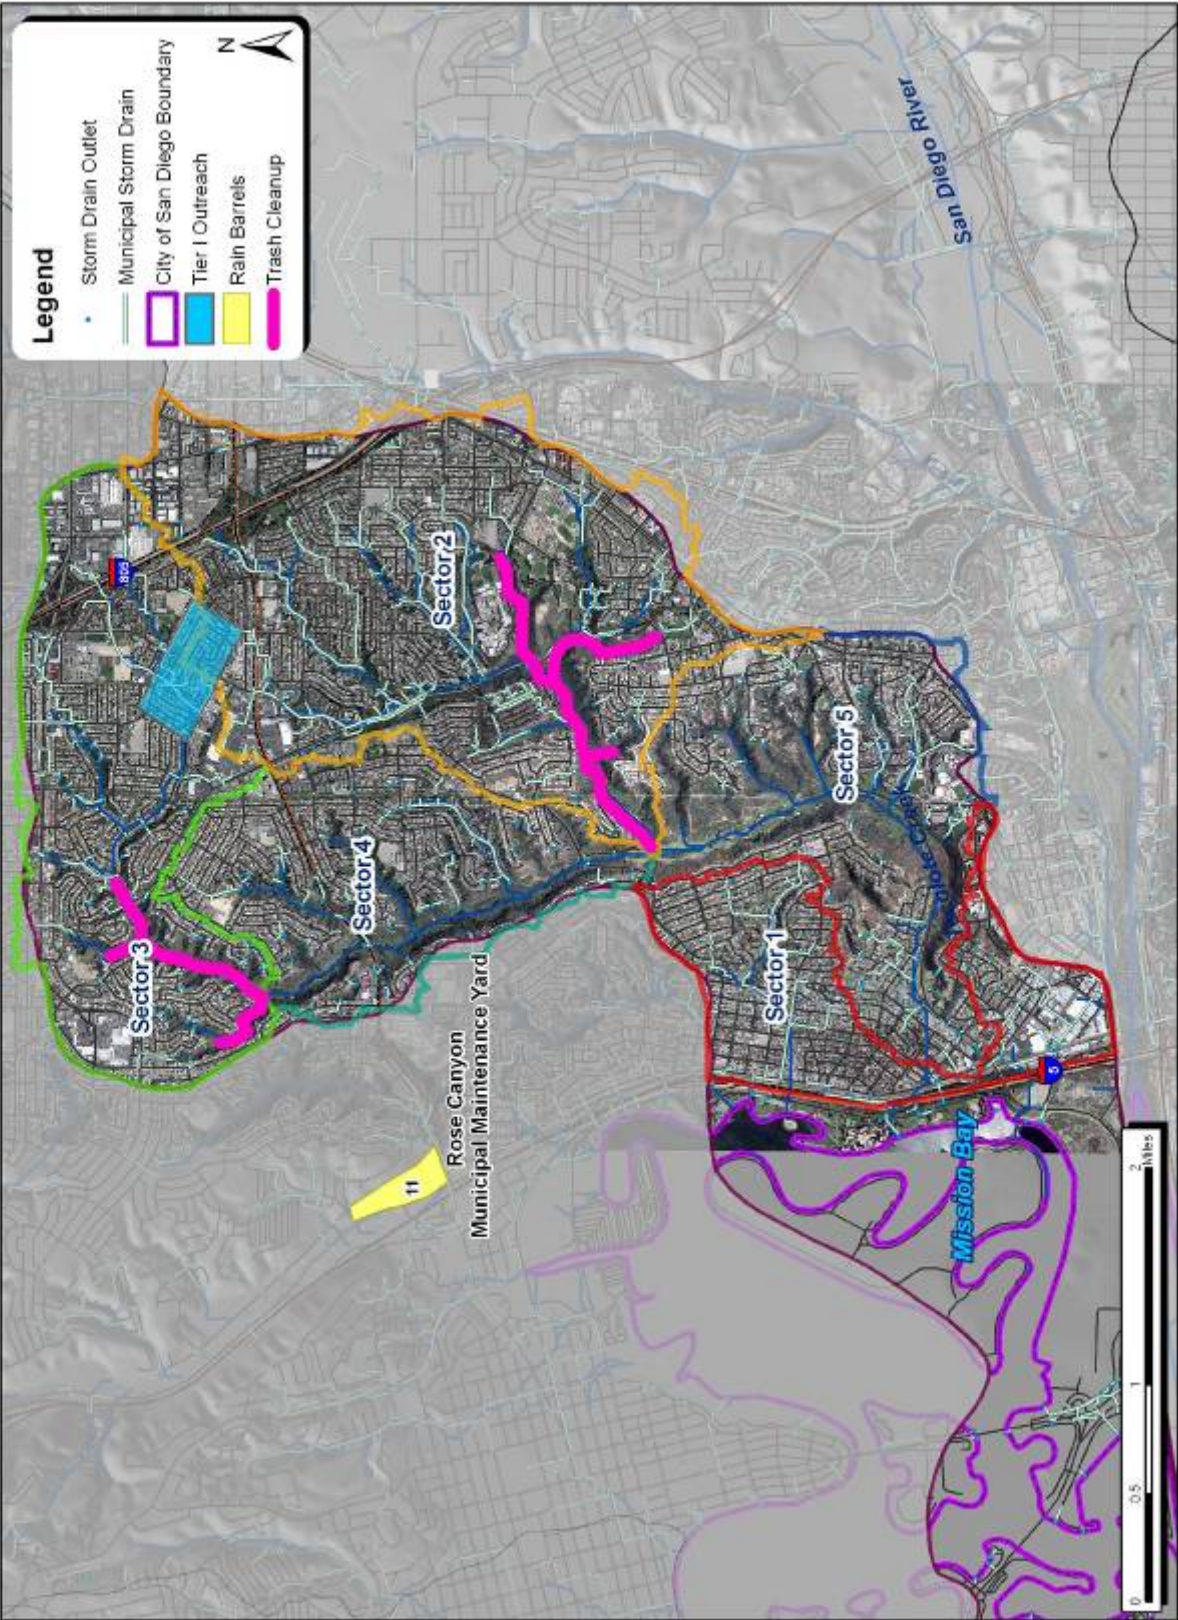 Legend
N
Storm Drain Outlet
Municipal Storm Drain
City of San Diego Boundary
Tier I Outreach
Rain Barrels
Trash Cleanup
San Diego River
805
Sector 2
Sector 3
Sector 4
Sector 5
Sector 1
Rose Canyon
Municipal Maintenance Yard
11
5
Mission Bay
0
0.5
1
2
Miles